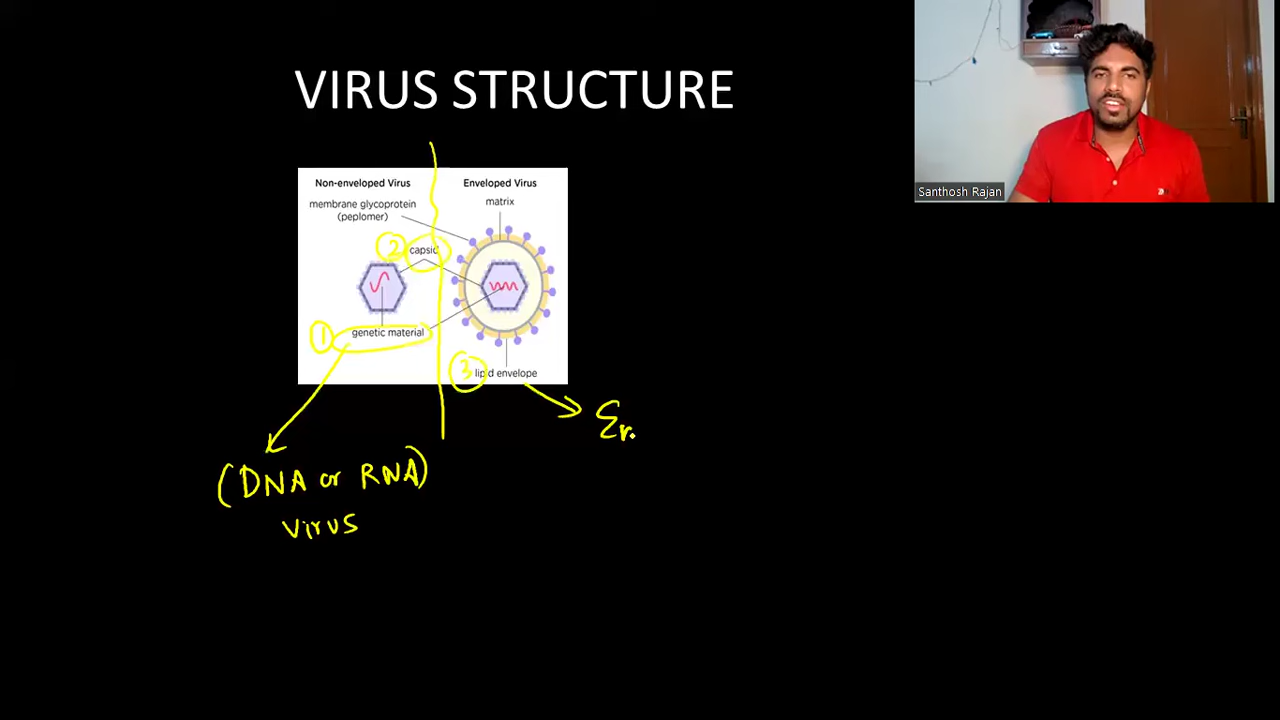 VIRUS STRUCTURE
Santhosh Rajan
Non-enveloped Virus
Enveloped Virus
membrane glycoprotein
(peplomer)
matrix
2 capsid
1 genetic material
3 lipid envelope
(DNA or RNA)
virus